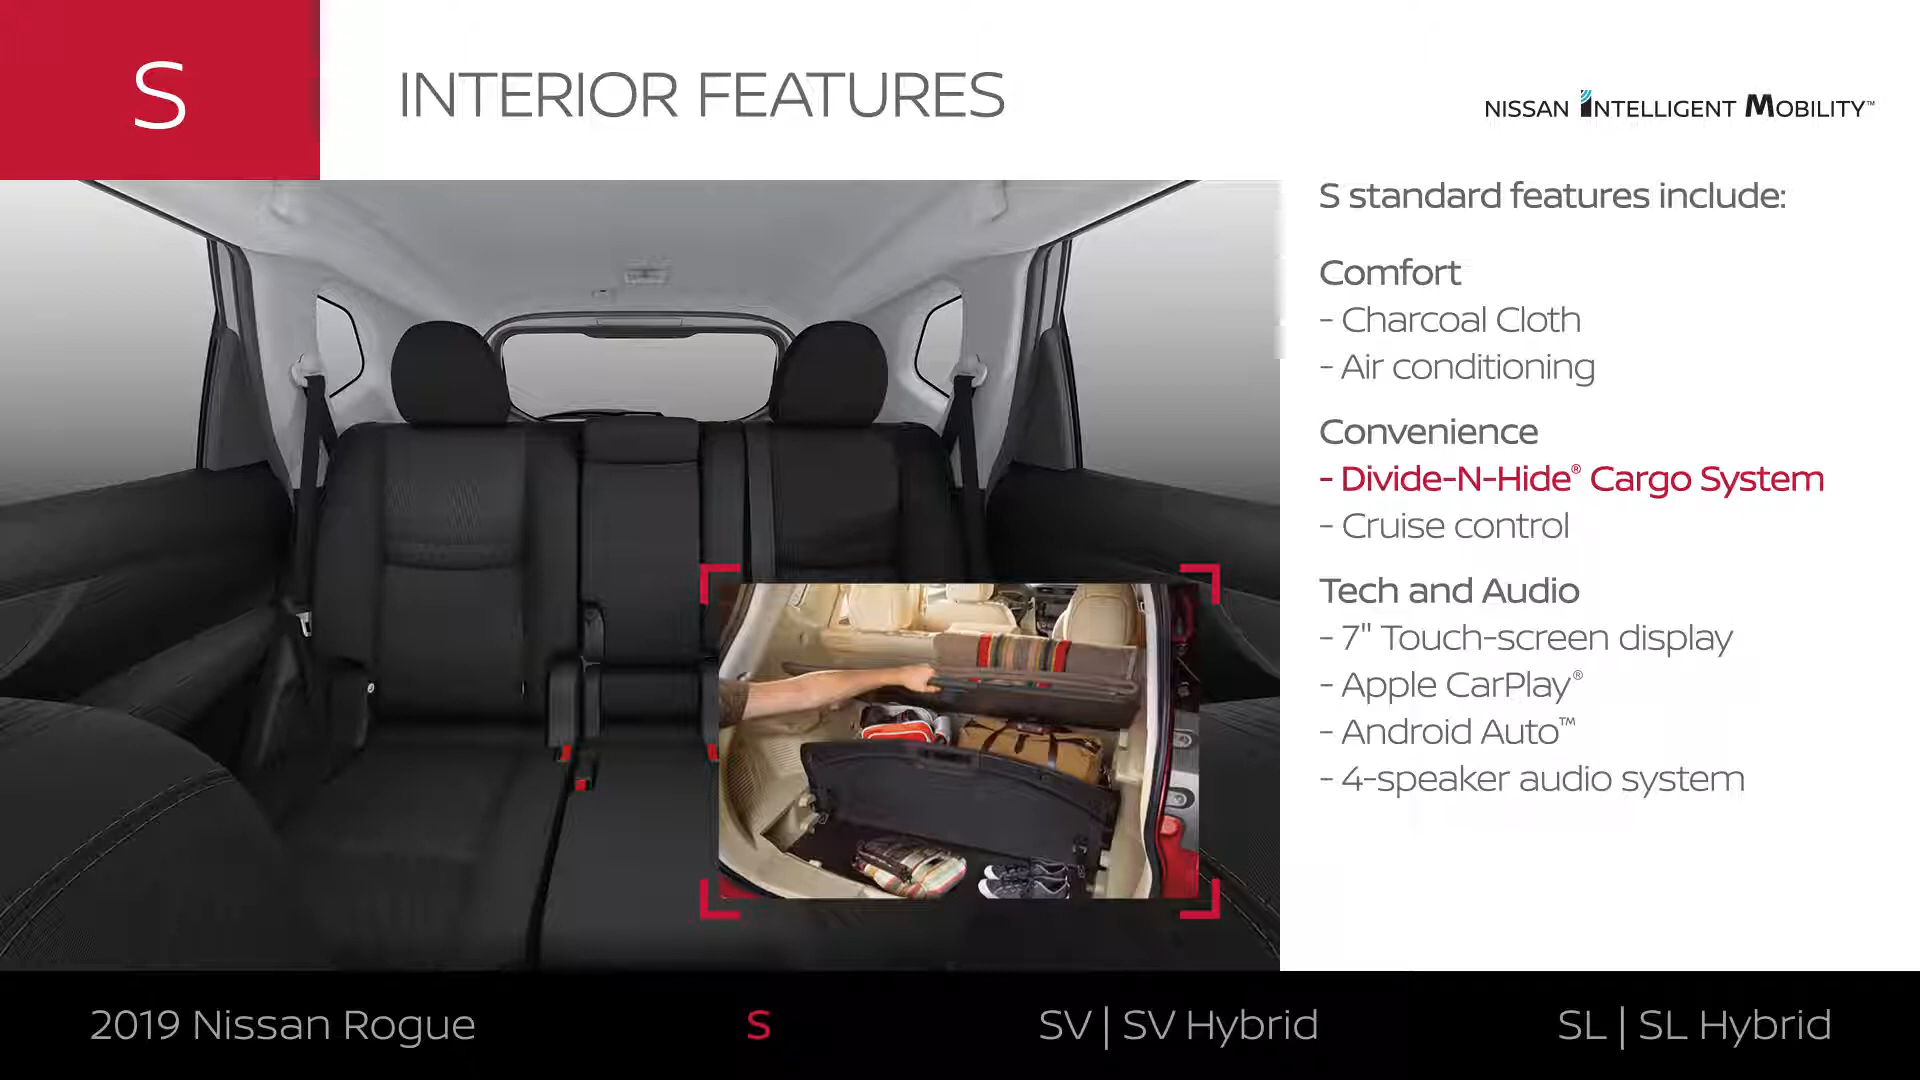 S
INTERIOR FEATURES
NISSAN INTELLIGENT MOBILITY™
S standard features include:
Comfort
- Charcoal Cloth
- Air conditioning
Convenience
- Divide-N-Hide® Cargo System
- Cruise control
Tech and Audio
- 7" Touch-screen display
- Apple CarPlay®
- Android Auto™
- 4-speaker audio system
2019 Nissan Rogue
S
SV | SV Hybrid
SL | SL Hybrid